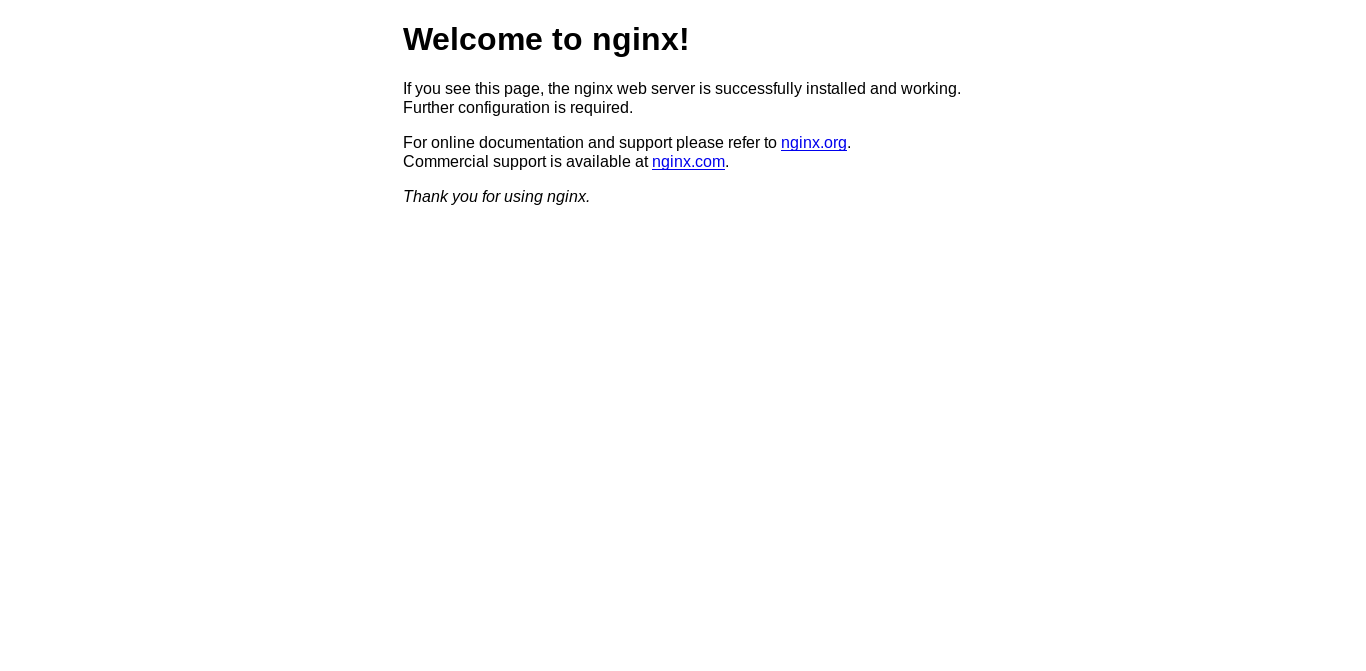 Welcome to nginx!
If you see this page, the nginx web server is successfully installed and working.
Further configuration is required.
For online documentation and support please refer to nginx.org.
Commercial support is available at nginx.com.
Thank you for using nginx.